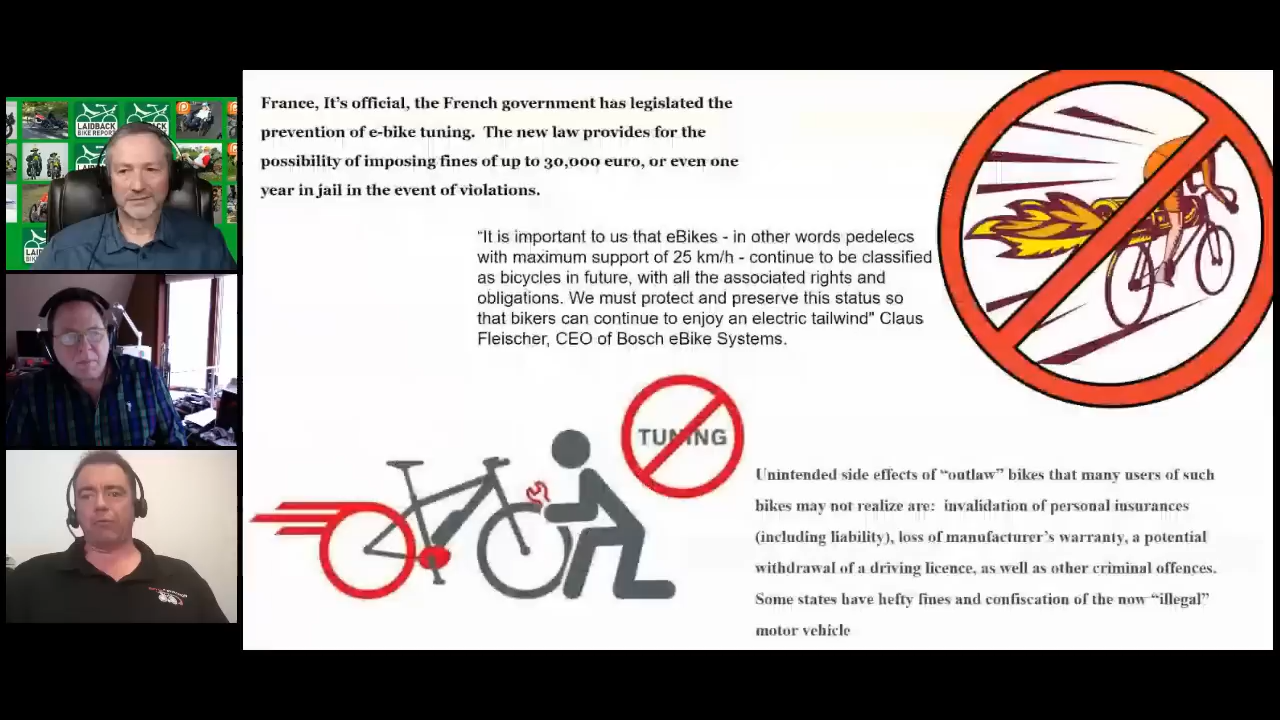 France, It's official, the French government has legislated the
prevention of e-bike tuning. The new law provides for the
possibility of imposing fines of up to 30,000 euro, or even one
year in jail in the event of violations.
"It is important to us that eBikes - in other words pedelecs
with maximum support of 25 km/h - continue to be classified
as bicycles in future, with all the associated rights and
obligations. We must protect and preserve this status so
that bikers can continue to enjoy an electric tailwind" Claus
Fleischer, CEO of Bosch eBike Systems.
TUNING
Unintended side effects of “outlaw” bikes that many users of such
bikes may not realize are: invalidation of personal insurances
(including liability), loss of manufacturer's warranty, a potential
withdrawal of a driving licence, as well as other criminal offences.
Some states have hefty fines and confiscation of the now “illegal”
motor vehicle
LAIDBACK
BIKE REPORT